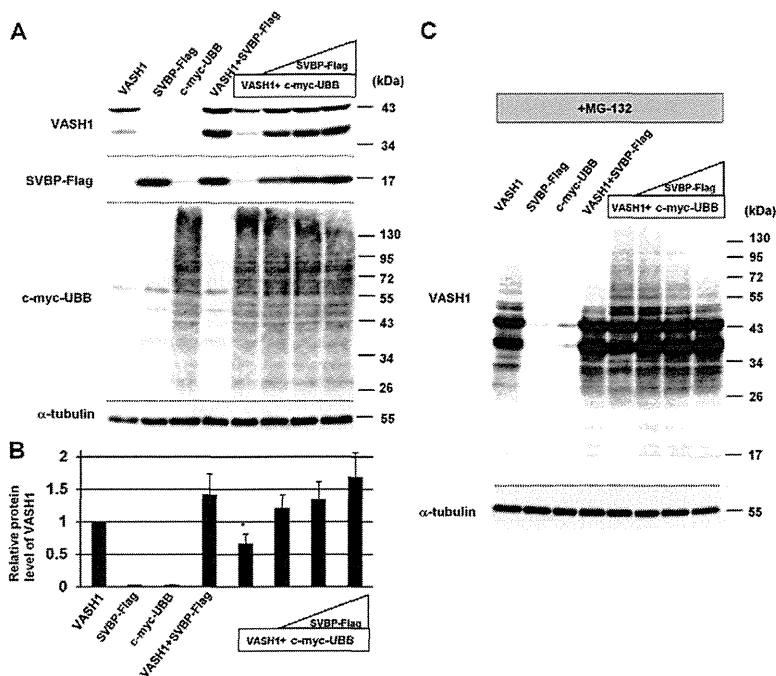 A
VASH1
SVBP-Flag
c-myc-UBB
VASH1+SVBP-Flag
SVBP-Flag
VASH1+ c-myc-UBB
(kDa)
VASH1
43
34
SVBP-Flag
17
c-myc-UBB
130
95
72
55
43
34
26
α-tubulin
55
B
Relative protein
level of VASH1
2
1.5
1
0.5
0
*
VASH1
SVBP-Flag
c-myc-UBB
VASH1+SVBP-Flag
SVBP-Flag
VASH1+ c-myc-UBB
C
+MG-132
VASH1
SVBP-Flag
c-myc-UBB
VASH1+SVBP-Flag
SVBP-Flag
VASH1+ c-myc-UBB
(kDa)
VASH1
130
95
72
55
43
34
26
17
α-tubulin
55